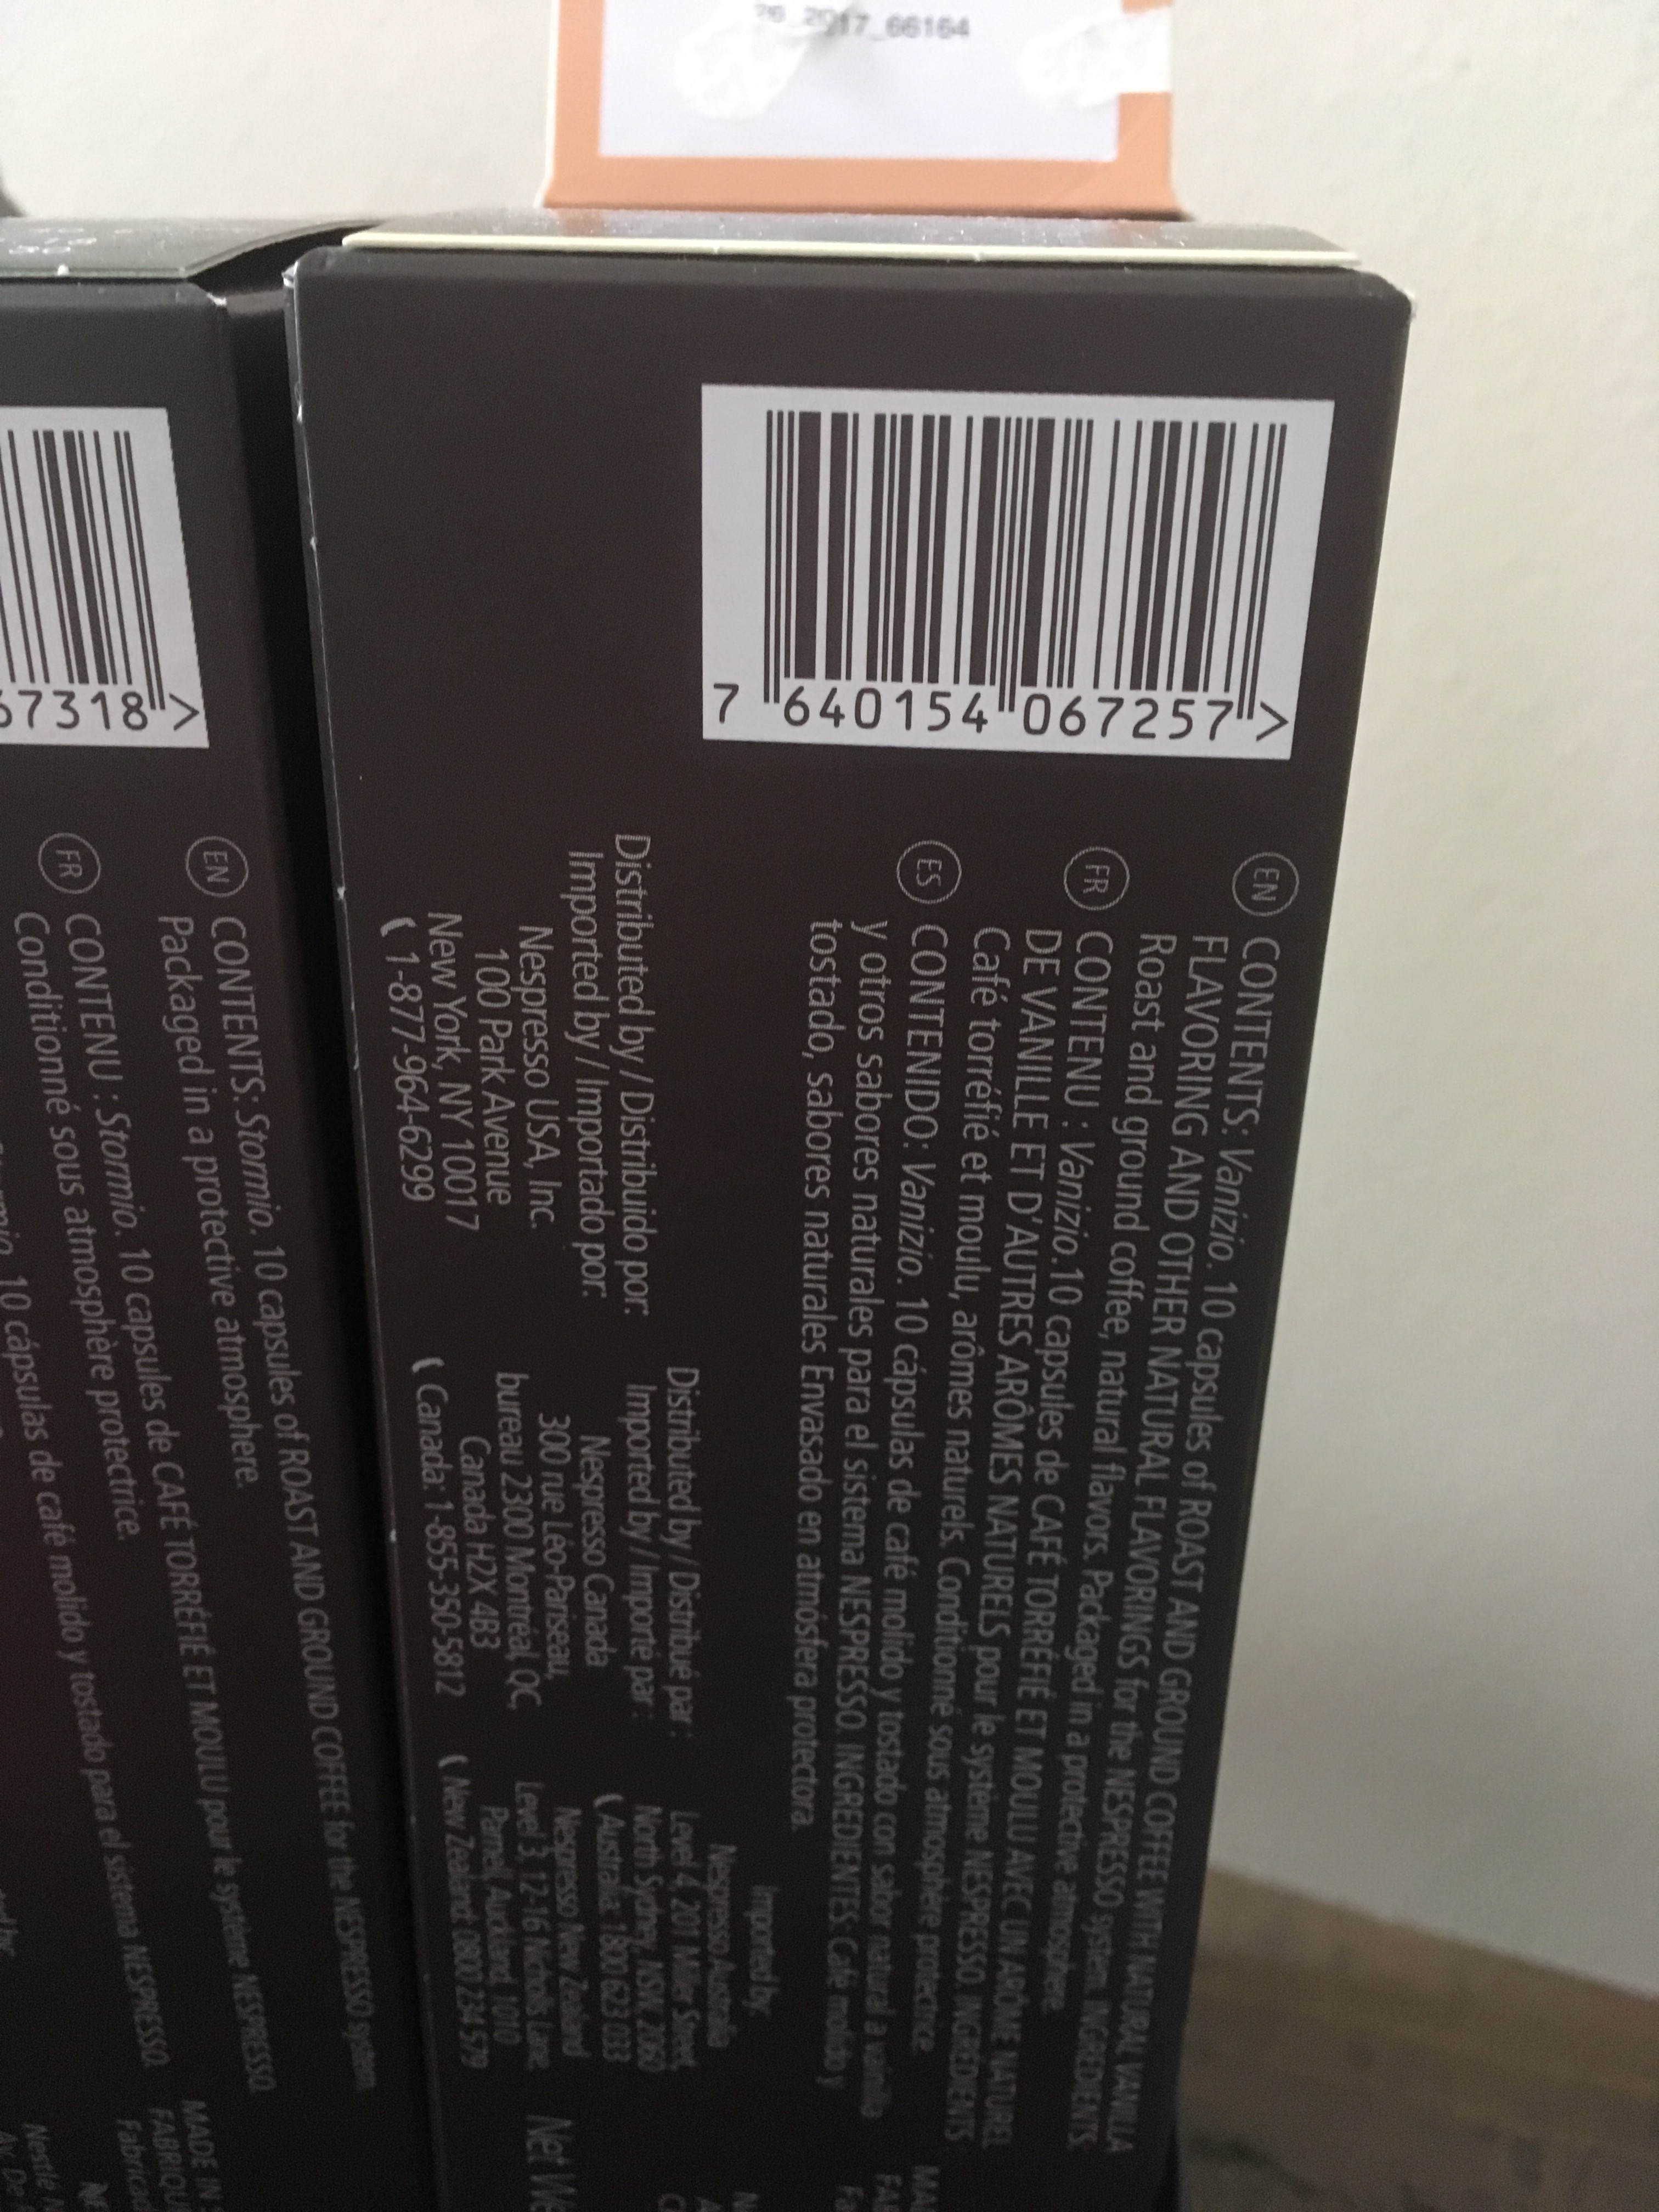 26_2017_66164
7 640154 067257 >
67318 >
EN CONTENTS: Vanizio. 10 capsules of ROAST AND GROUND COFFEE WITH NATURAL VANILLA
FLAVORING AND OTHER NATURAL FLAVORINGS for the NESPRESSO system. INGREDIENTS:
Roast and ground coffee, natural flavors. Packaged in a protective atmosphere.
FR CONTENU : Vanizio.10 capsules de CAFÉ TORRÉFIÉ ET MOULU AVEC UN ARÔME NATUREL
DE VANILLE ET D'AUTRES ARÔMES NATURELS pour le système NESPRESSO. INGRÉDIENTS:
Café torréfié et moulu, arômes naturels. Conditionné sous atmosphère protectrice.
ES CONTENIDO: Vanizio. 10 cápsulas de café molido y tostado con sabor natural a vainilla
y otros sabores naturales para el sistema NESPRESSO. INGREDIENTES: Café molido y
tostado, sabores naturales Envasado en atmósfera protectora.
Distributed by / Distribuido por:
Imported by / Importado por:
Nespresso USA, Inc.
100 Park Avenue
New York, NY 10017
1-877-964-6299
Distributed by / Distribué par :
Imported by / Importé par :
Nespresso Canada
300 rue Léo-Pariseau,
bureau 2300 Montréal, QC,
Canada H2X 4B3
Canada: 1-855-350-5812
Imported by:
Nespresso Australia
Level 4, 201 Miller Street,
North Sydney, NSW, 2060
Australia: 1800 623 033
Nespresso New Zealand
Level 3, 12-16 Nicholls Lane,
Parnell, Auckland, 1010
New Zealand: 0800 234 579
Net We
EN CONTENTS: Stormio. 10 capsules of ROAST AND GROUND COFFEE for the NESPRESSO system.
Packaged in a protective atmosphere.
FR CONTENU : Stormio. 10 capsules de CAFÉ TORRÉFIÉ ET MOULU pour le système NESPRESSO.
Conditionné sous atmosphère protectrice.
10 cápsulas de café molido y tostado para el sistema NESPRESSO.
MADE IN
FABRIQUÉ
Fabricad
Nestlé N
Av. De